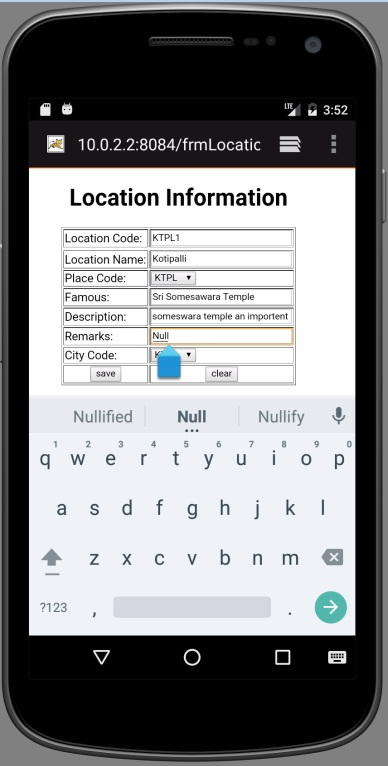 LTE 3:52
10.0.2.2:8084/frmLocatic
Location Information
Location Code: KTPL1
Location Name: Kotipalli
Place Code: KTPL
Famous: Sri Somesawara Temple
Description: someswara temple an importent
Remarks: Null
City Code:
save clear
Nullified Null Nullify
1 2 3 4 5 6 7 8 9 0
q w e r t y u i o p
a s d f g h j k l
z x c v b n m
?123 , .